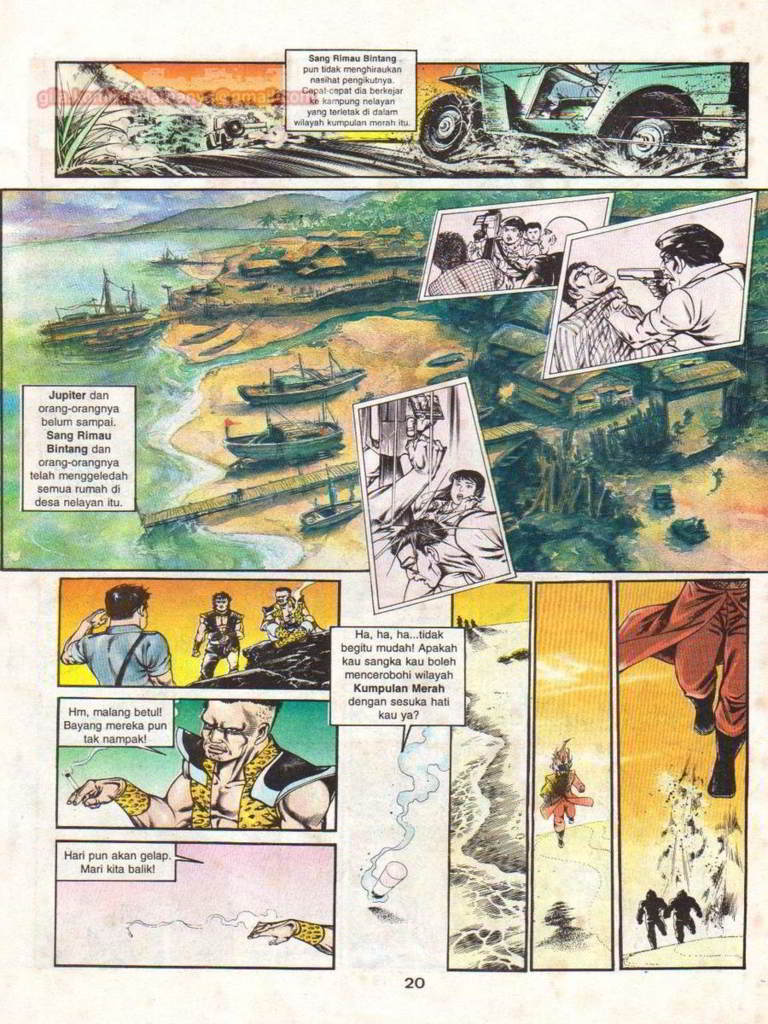 Sang Rimau Bintang
pun tidak menghiraukan
nasihat pengikutnya.
Cepat-cepat dia berkejar
ke kampung nelayan
yang terletak di dalam
wilayah kumpulan merah itu.
Jupiter dan
orang-orangnya
belum sampai.
Sang Rimau
Bintang dan
orang-orangnya
telah menggeledah
semua rumah di
desa nelayan itu.
Ha, ha, ha...tidak
begitu mudah! Apakah
kau sangka kau boleh
mencerobohi wilayah
Kumpulan Merah
dengan sesuka hati
kau ya?
Hm, malang betul!
Bayang mereka pun
tak nampak!
Hari pun akan gelap.
Mari kita balik!
20